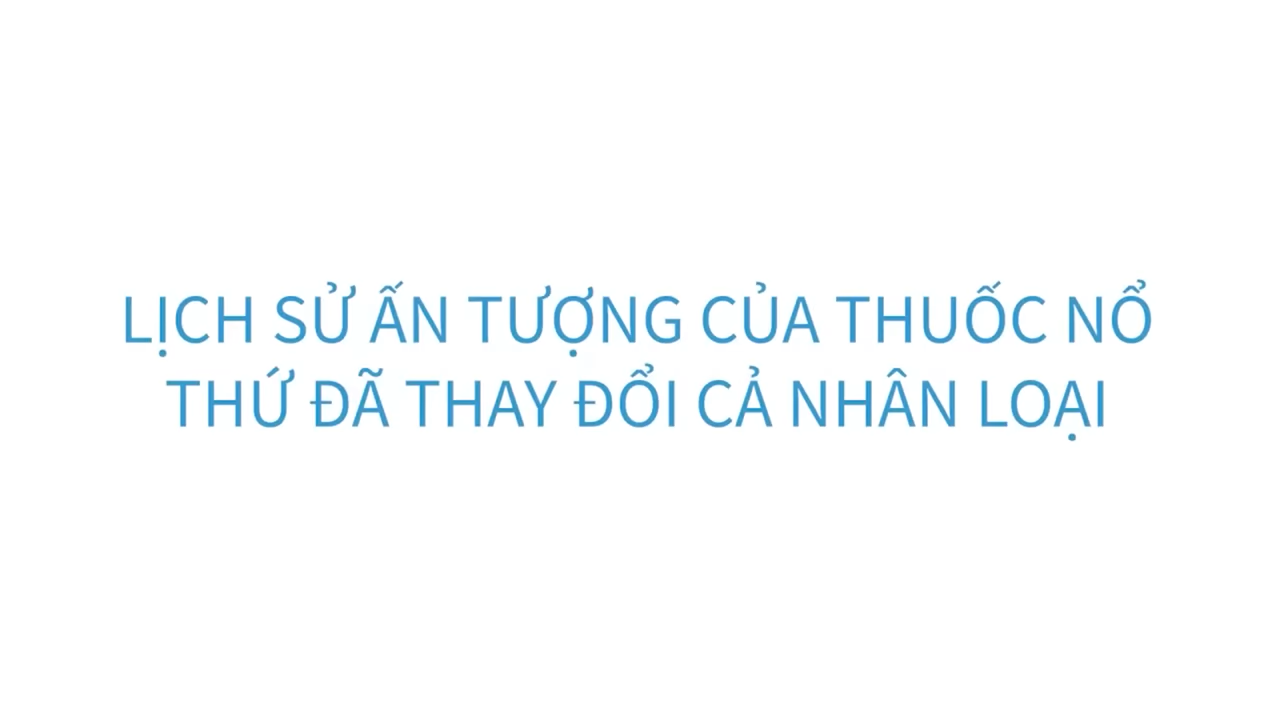 LỊCH SỬ ẤN TƯỢNG CỦA THUỐC NỔ
THỨ ĐÃ THAY ĐỔI CẢ NHÂN LOẠI